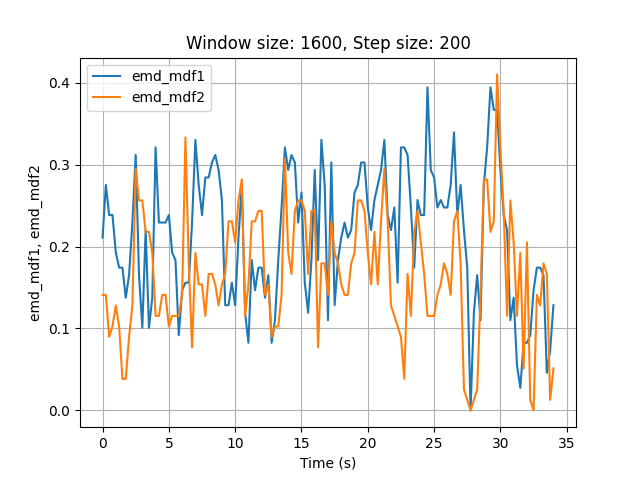 Window size: 1600, Step size: 200
emd_mdf1
emd_mdf2
emd_mdf1, emd_mdf2
0.4
0.3
0.2
0.1
0.0
0 5 10 15 20 25 30 35
Time (s)